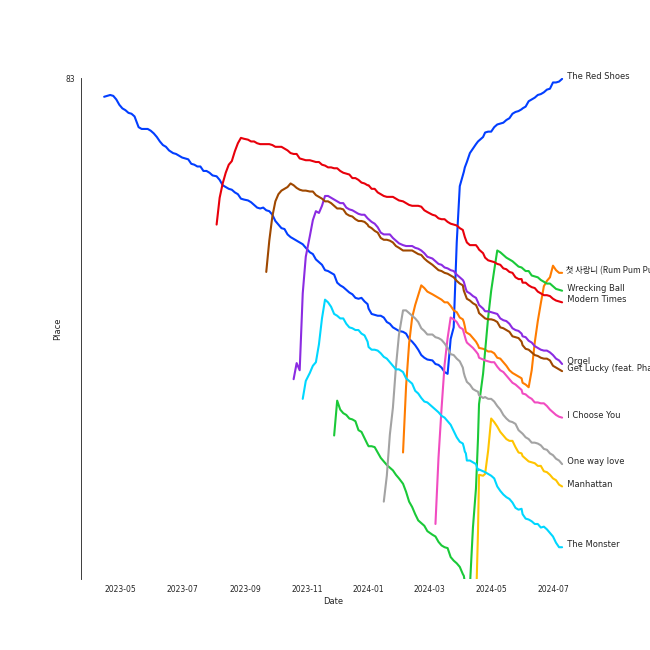 83
The Red Shoes
첫 사랑니 (Rum Pum Pu
Wrecking Ball
Modern Times
Orgel
Get Lucky (feat. Pha
I Choose You
One way love
Manhattan
The Monster
Place
2023-05 2023-07 2023-09 2023-11 2024-01 2024-03 2024-05 2024-07
Date